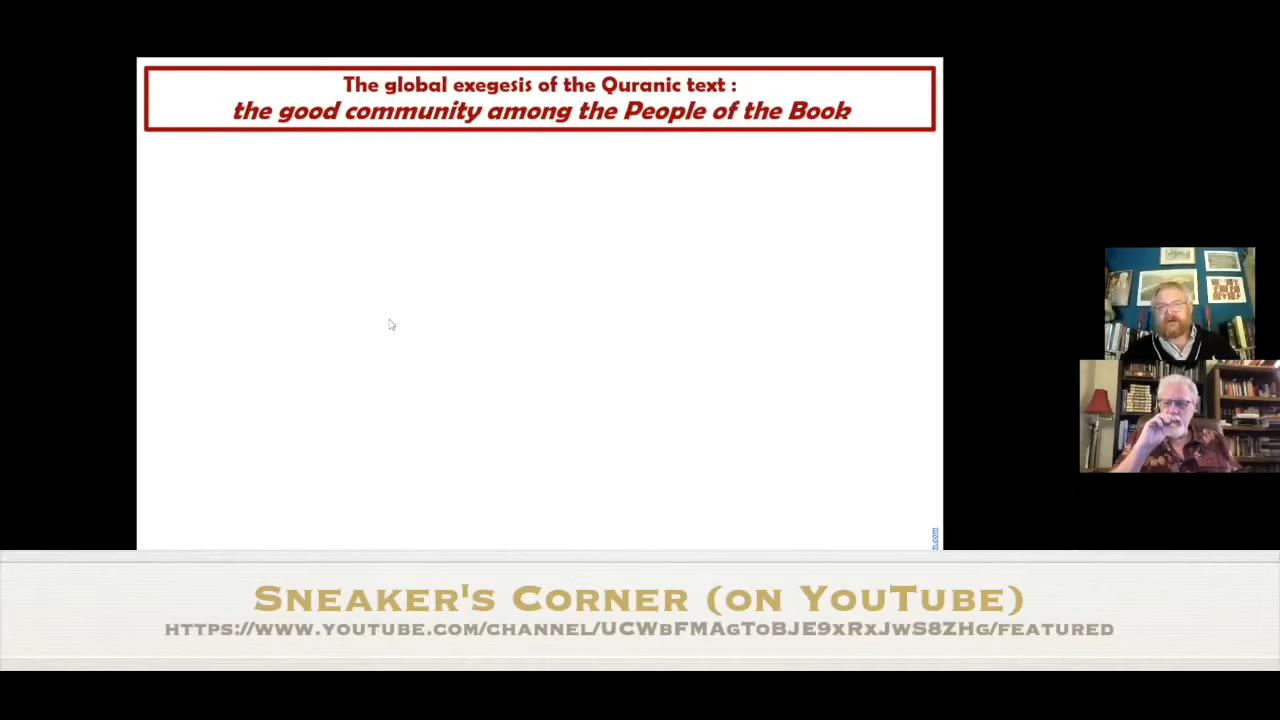 The global exegesis of the Quranic text :
the good community among the People of the Book
Sneaker's Corner (on YouTube)
https://www.youtube.com/channel/UCWbFMAgToBJE9xRxJwS8ZHg/featured